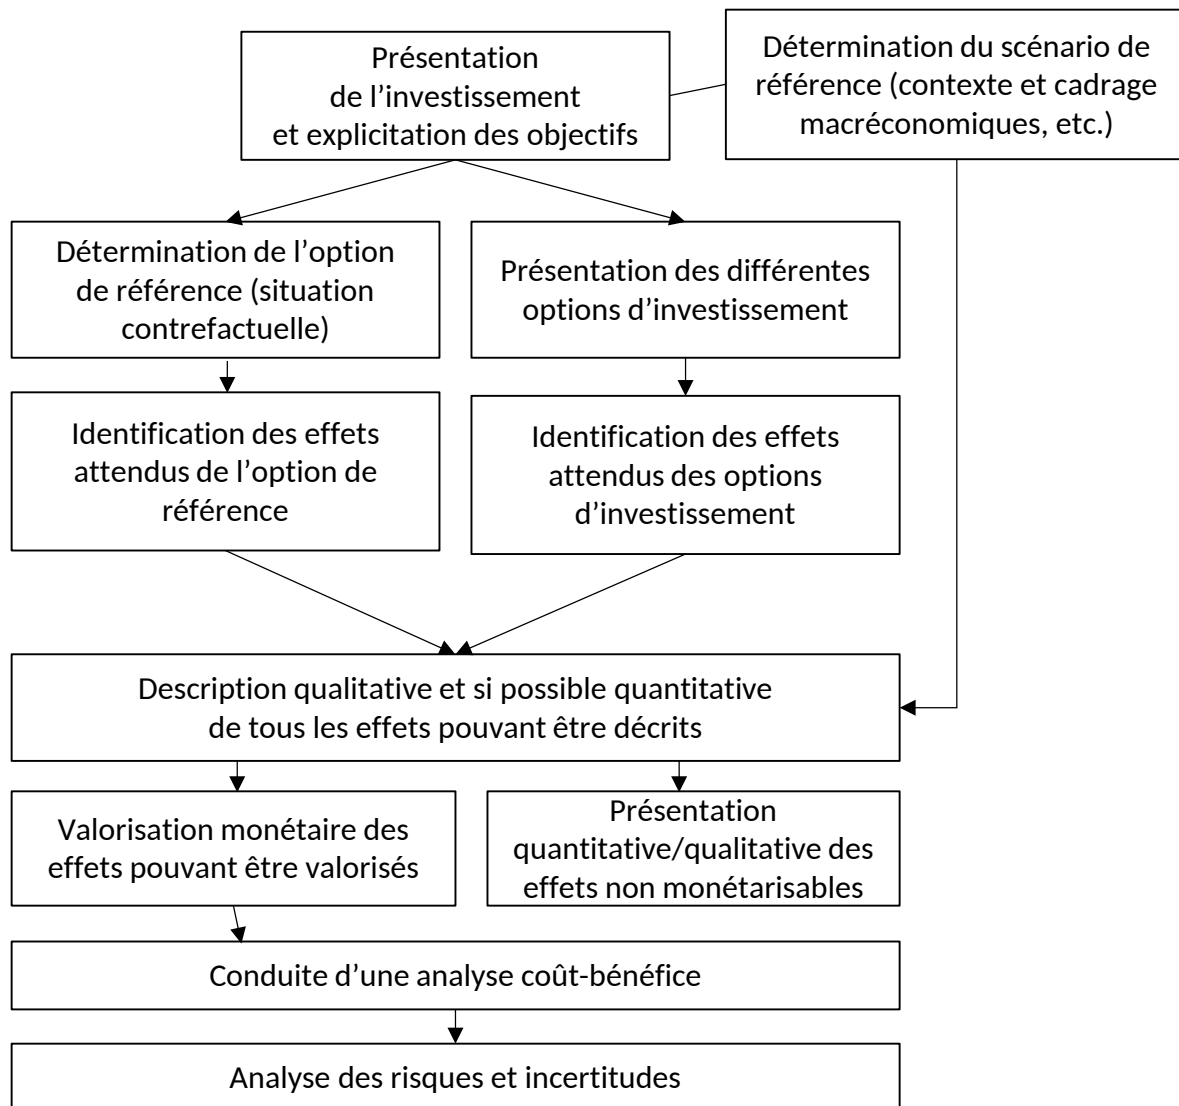 Présentation
de l’investissement
et explicitation des objectifs
Détermination du scénario de
référence (contexte et cadrage
macréconomiques, etc.)
Détermination de l’option
de référence (situation
contrefactuelle)
Présentation des différentes
options d’investissement
Identification des effets
attendus de l’option de
référence
Identification des effets
attendus des options
d’investissement
Description qualitative et si possible quantitative
de tous les effets pouvant être décrits
Valorisation monétaire des
effets pouvant être valorisés
Présentation
quantitative/qualitative des
effets non monétarisables
Conduite d’une analyse coût-bénéfice
Analyse des risques et incertitudes